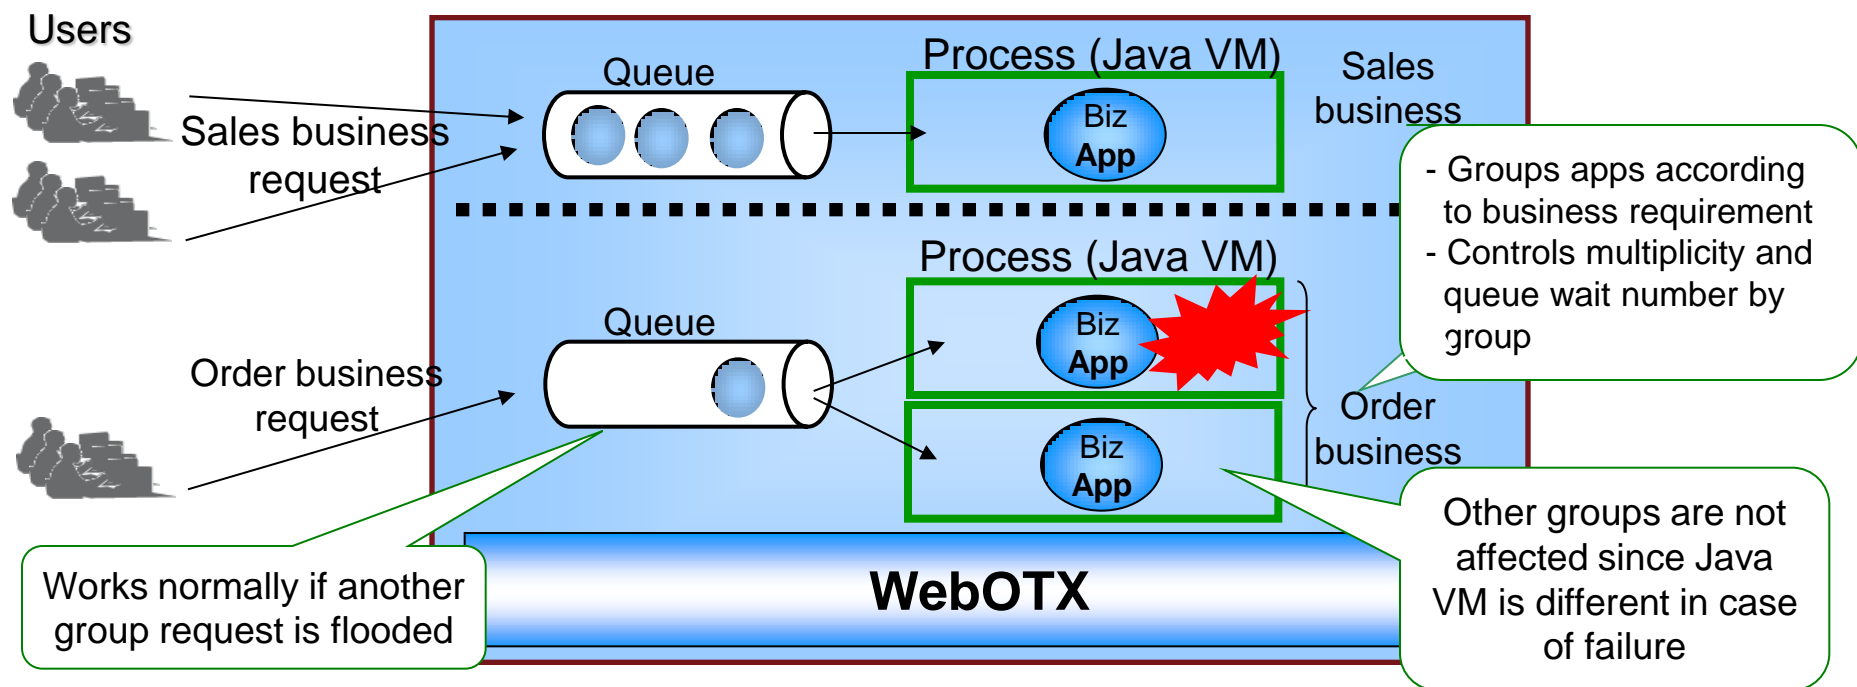 Users
Sales business
request
Queue
Process (Java VM)
Biz
App
Sales
business
- Groups apps according
to business requirement
- Controls multiplicity and
queue wait number by
group
Order business
request
Queue
Process (Java VM)
Biz
App
Biz
App
Order
business
Works normally if another
group request is flooded
WebOTX
Other groups are not
affected since Java
VM is different in case
of failure